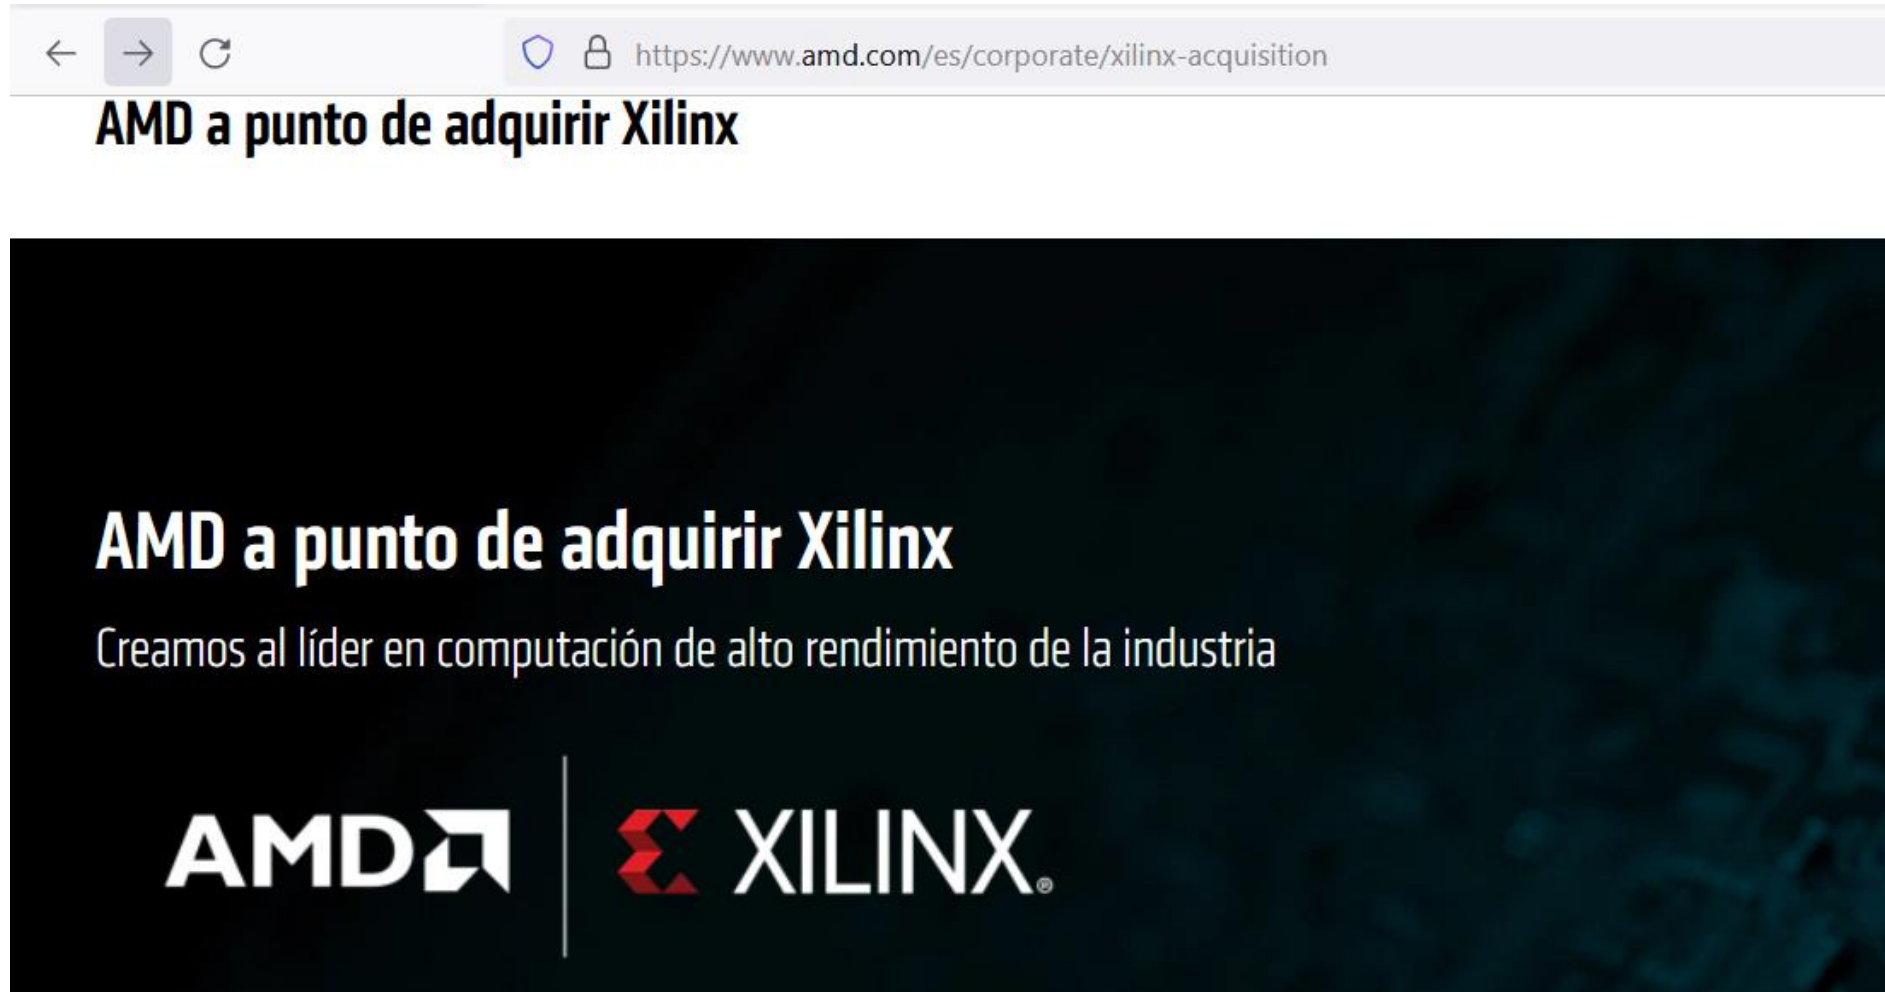 https://www.amd.com/es/corporate/xilinx-acquisition
AMD a punto de adquirir Xilinx
AMD a punto de adquirir Xilinx
Creamos al líder en computación de alto rendimiento de la industria
AMD
XILINX®